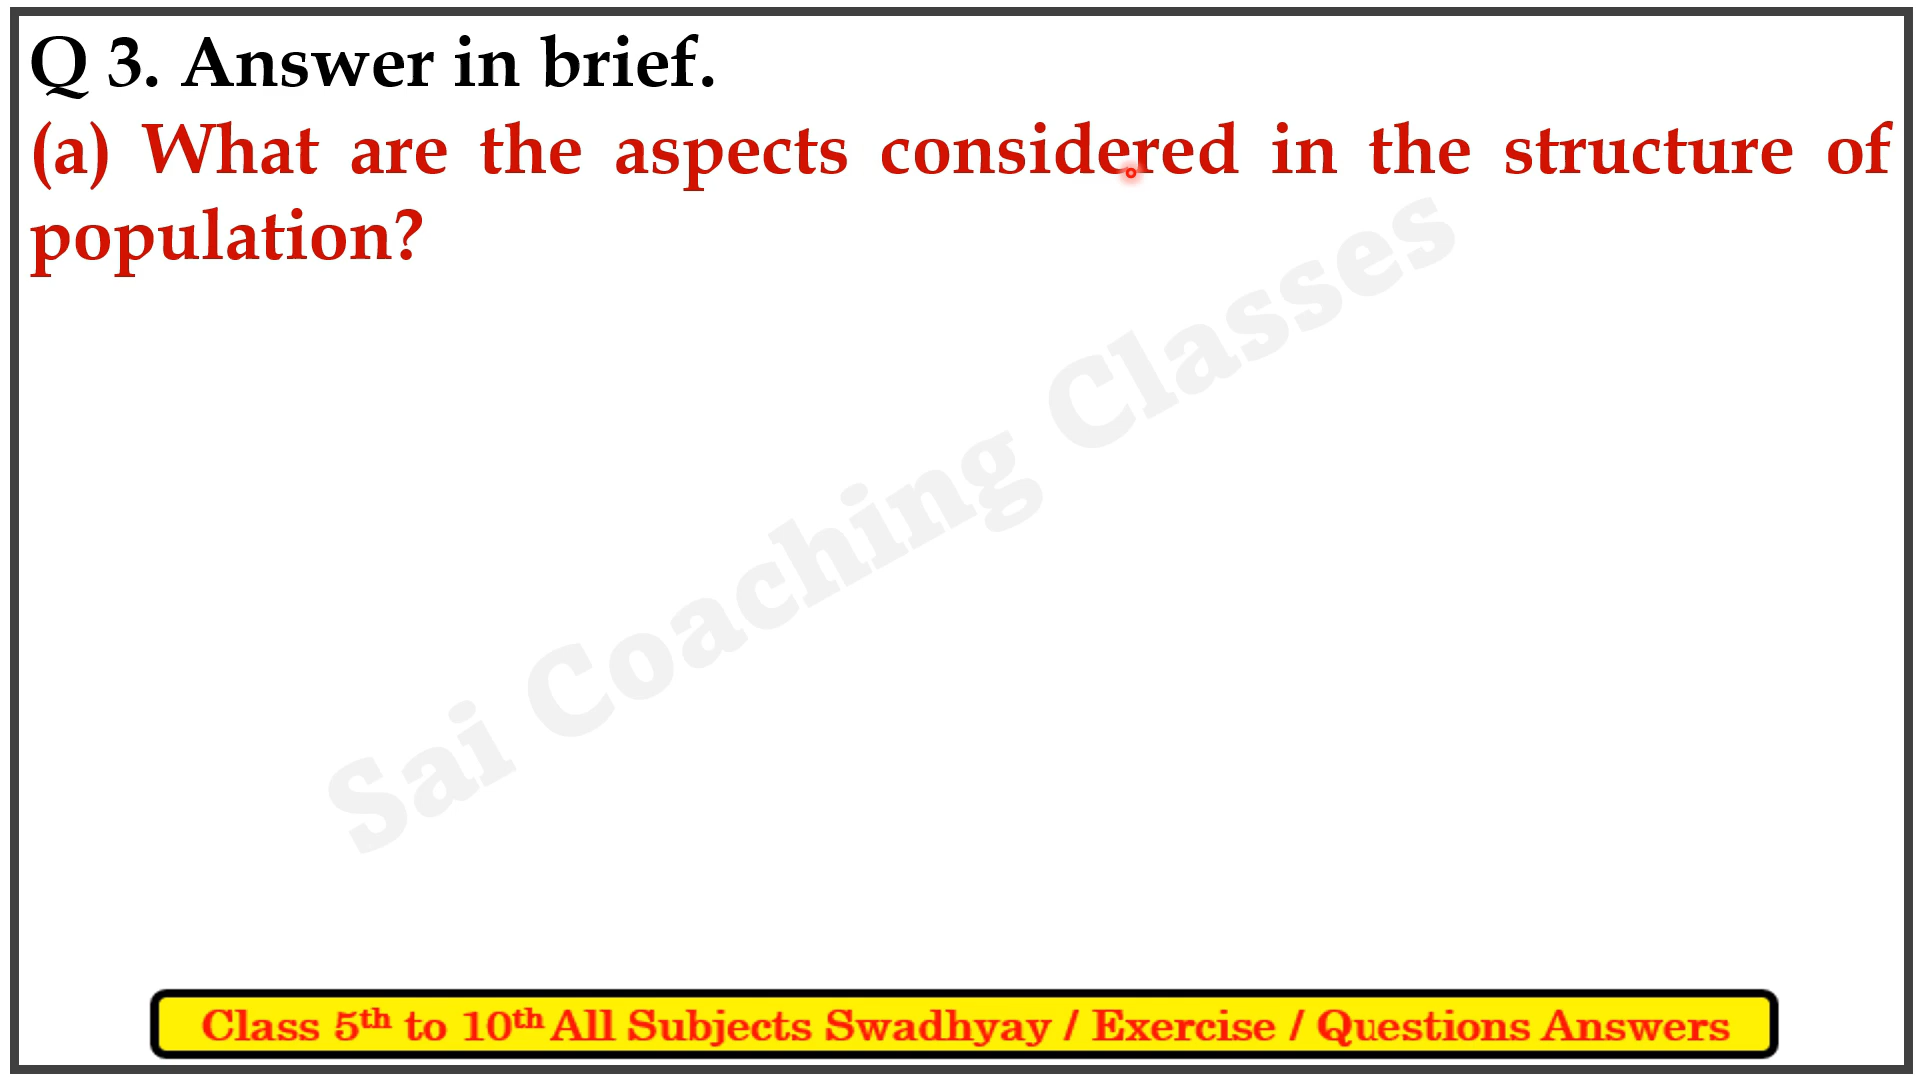 Q 3. Answer in brief.
(a) What are the aspects considered in the structure of
population?
Sai Coaching Classes
Class 5th to 10th All Subjects Swadhyay / Exercise / Questions Answers